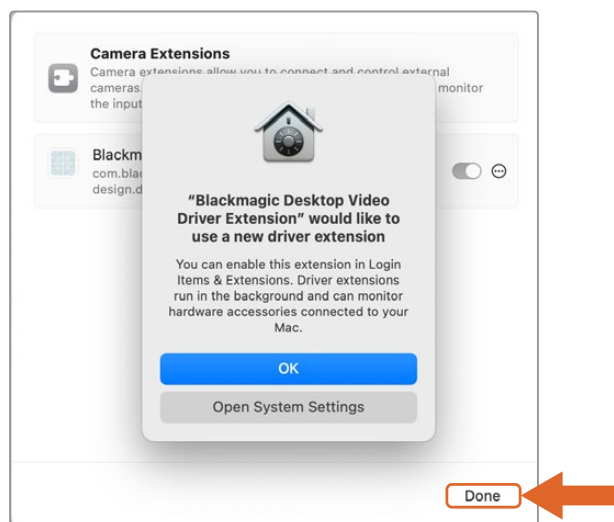 Camera Extensions
Camera extensions allow you to connect and control external
cameras. monitor
the input
Blackm
com.blac
design.d
“Blackmagic Desktop Video
Driver Extension” would like to
use a new driver extension
You can enable this extension in Login
Items & Extensions. Driver extensions
run in the background and can monitor
hardware accessories connected to your
Mac.
OK
Open System Settings
Done